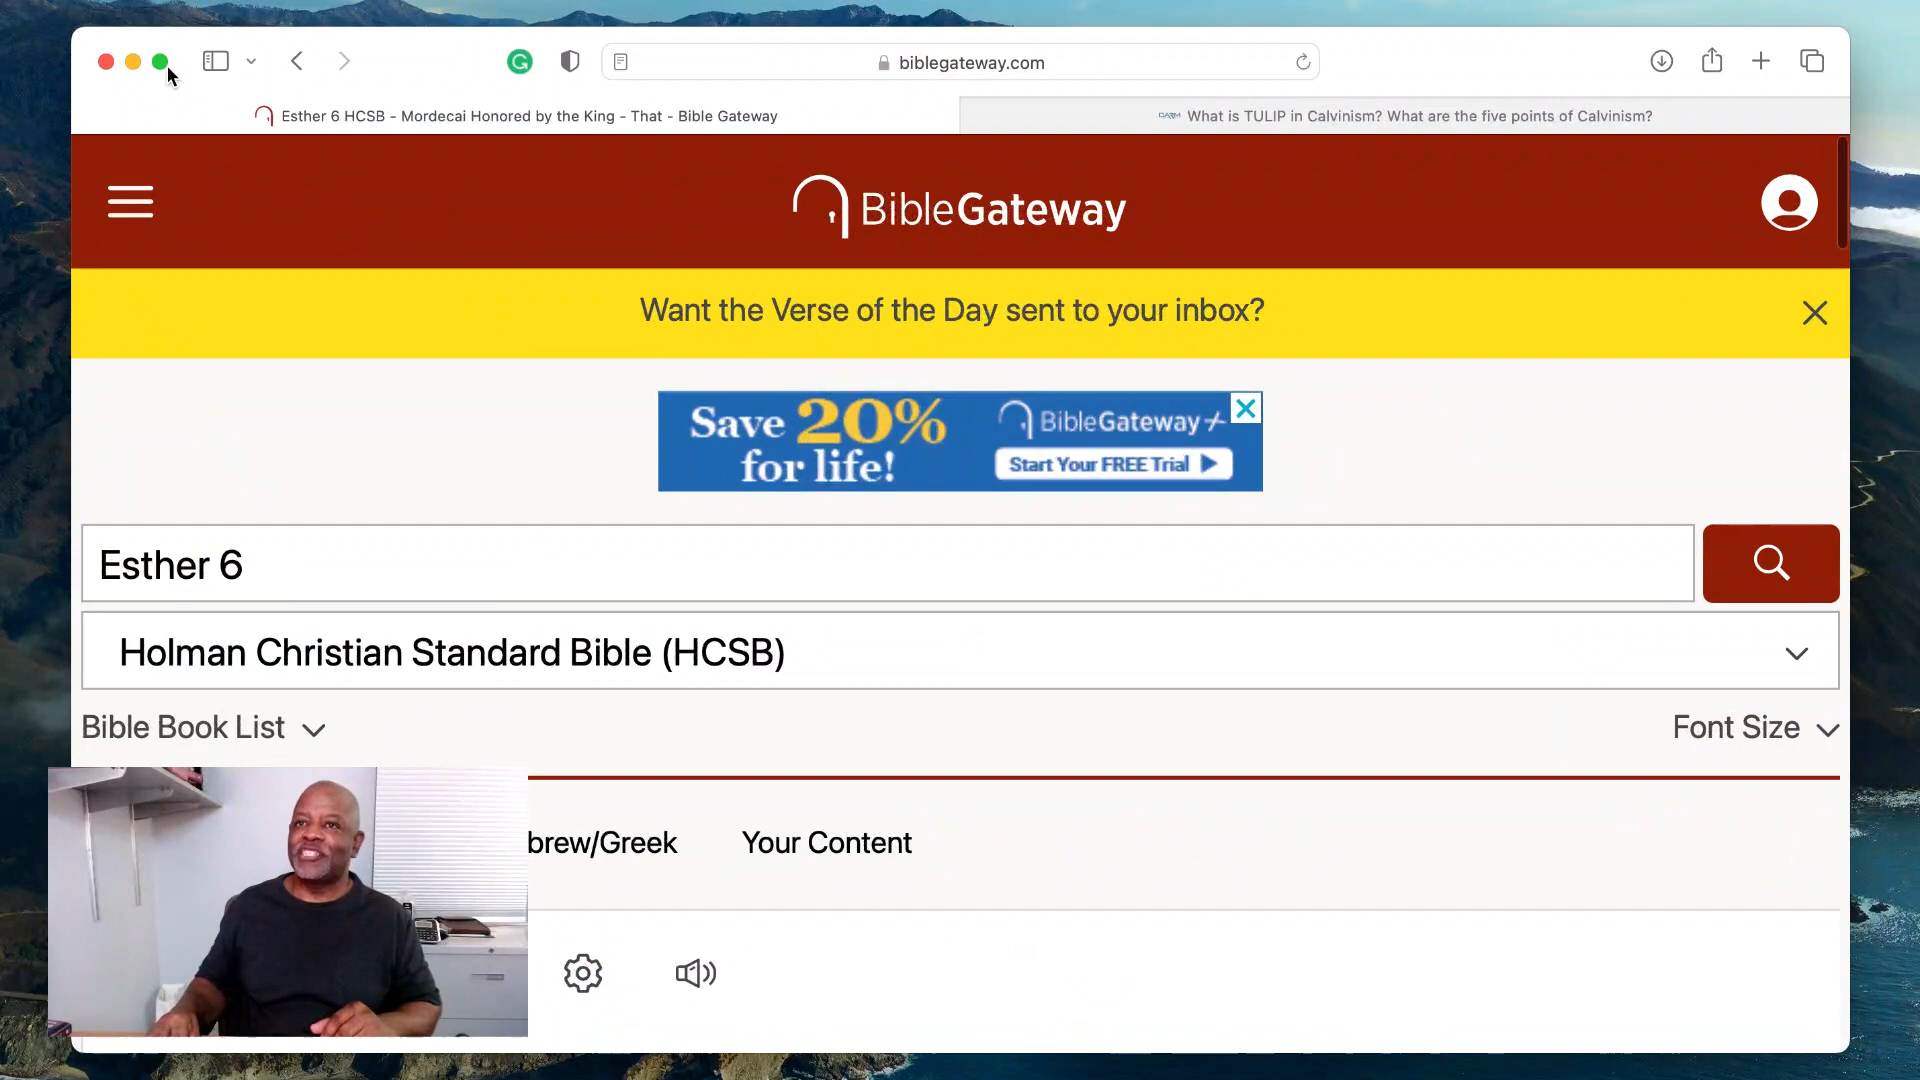 biblegateway.com
Esther 6 HCSB - Mordecai Honored by the King - That - Bible Gateway
CARM What is TULIP in Calvinism? What are the five points of Calvinism?
BibleGateway
Want the Verse of the Day sent to your inbox?
Save 20%
for life!
BibleGateway+
Start Your FREE Trial
Esther 6
Holman Christian Standard Bible (HCSB)
Bible Book List
Font Size
brew/Greek
Your Content